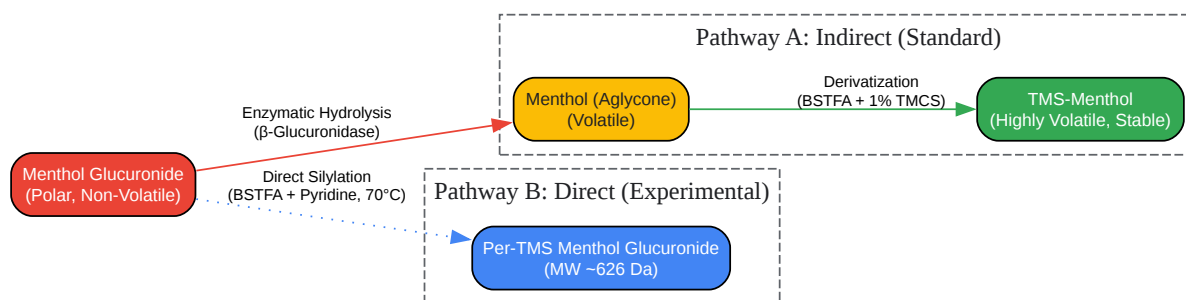 Pathway A: Indirect (Standard)
Enzymatic Hydrolysis
(β-Glucuronidase)
Menthol (Aglycone)
(Volatile)
Derivatization
(BSTFA + 1% TMCS)
TMS-Menthol
(Highly Volatile, Stable)
Menthol Glucuronide
(Polar, Non-Volatile)
Direct Silylation
(BSTFA + Pyridine, 70°C)
Pathway B: Direct (Experimental)
Per-TMS Menthol Glucuronide
(MW ~626 Da)